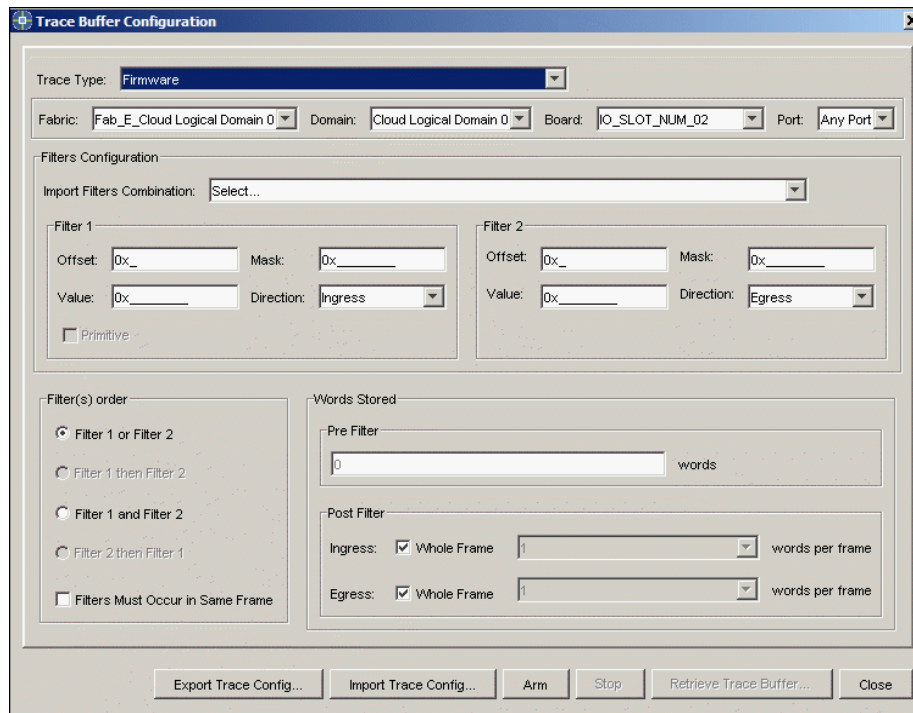 Trace Buffer Configuration
Trace Type: Firmware
Fabric: Fab_E_Cloud Logical Domain 0 Domain: Cloud Logical Domain 0 Board: IO_SLOT_NUM_02 Port: Any Port
Filters Configuration
Import Filters Combination: Select...
Filter 1
Offset: 0x_ Mask: 0x________
Value: 0x________ Direction: Ingress
Primitive
Filter 2
Offset: 0x_ Mask: 0x________
Value: 0x________ Direction: Egress
Filter(s) order
Filter 1 or Filter 2
Filter 1 then Filter 2
Filter 1 and Filter 2
Filter 2 then Filter 1
Filters Must Occur in Same Frame
Words Stored
Pre Filter
0 words
Post Filter
Ingress: Whole Frame 1 words per frame
Egress: Whole Frame 1 words per frame
Export Trace Config... Import Trace Config... Arm Stop Retrieve Trace Buffer... Close